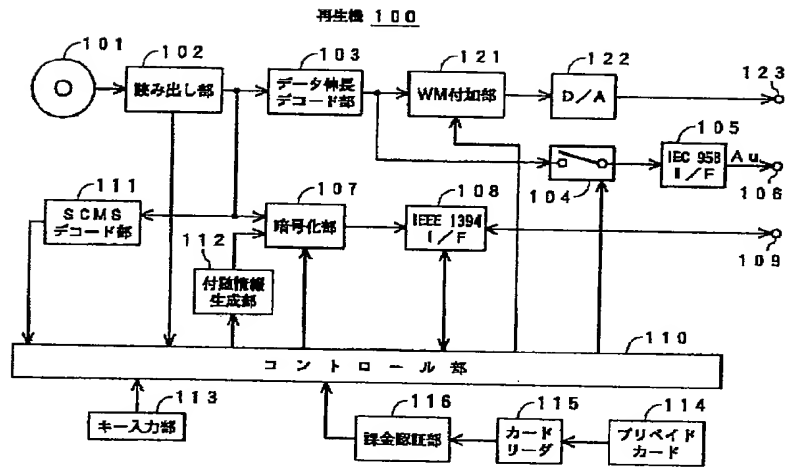 再生機 100
101
102
読み出し部
103
データ伸長
デコード部
121
WM付加部
122
D/A
123
104
105
IEC 958
I/F
Au
106
111
SCMS
デコード部
107
暗号化部
108
IEEE 1394
I/F
109
112
付随情報
生成部
110
コントロール部
113
キー入力部
116
課金認証部
115
カード
リーダ
114
プリペイド
カード